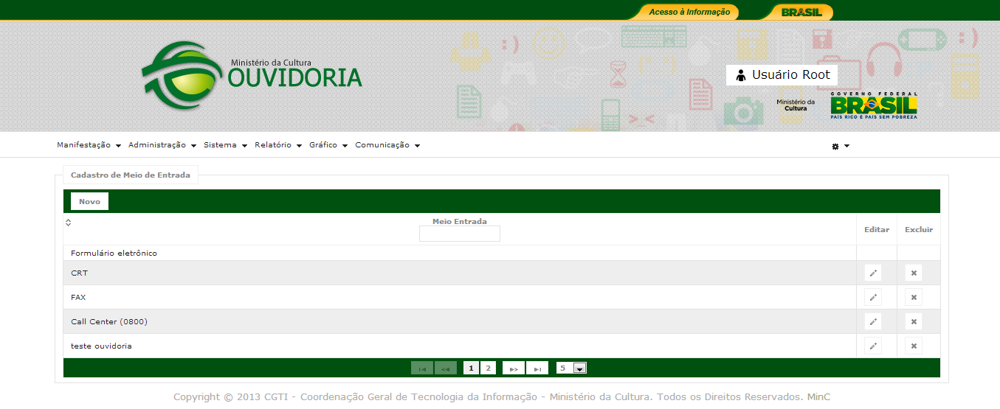 Acesso à Informação BRASIL
Ministério da Cultura
OUVIDORIA
Usuário Root
Ministério da
Cultura
GOVERNO FEDERAL
BRASIL
PAÍS RICO É PAÍS SEM POBREZA
Manifestação Administração Sistema Relatório Gráfico Comunicação
Cadastro de Meio de Entrada
Novo
Meio Entrada Editar Excluir
Formulário eletrônico
CRT
FAX
Call Center (0800)
teste ouvidoria
1 2 5
Copyright © 2013 CGTI - Coordenação Geral de Tecnologia da Informação - Ministério da Cultura. Todos os Direitos Reservados. MinC